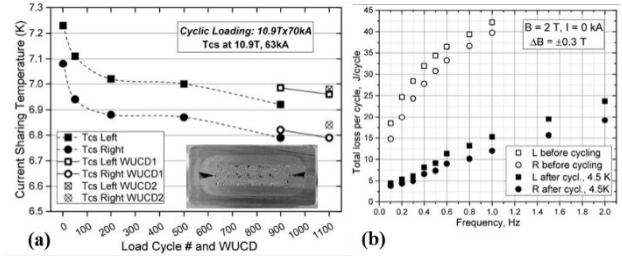 7.3
7.2
7.1
7.0
6.9
6.8
6.7
6.6
6.5
Current Sharing Temperature (K)
Cyclic Loading: 10.9Tx70kA
Tcs at 10.9T, 63kA
Tcs Left
Tcs Right
Tcs Left WUCD1
Tcs Right WUCD1
Tcs Left WUCD2
Tcs Right WUCD2
0 100 200 300 400 500 600 700 800 900 1100
(a)
Load Cycle # and WUCD
45
40
35
30
25
20
15
10
5
0
Total loss per cycle, J/cycle
B = 2 T, I = 0 kA
ΔB = ±0.3 T
L before cycling
R before cycling
L after cycl., 4.5 K
R after cycl., 4.5K
0.0 0.2 0.4 0.6 0.8 1.0 1.2 1.4 1.6 1.8 2.0
(b)
Frequency, Hz